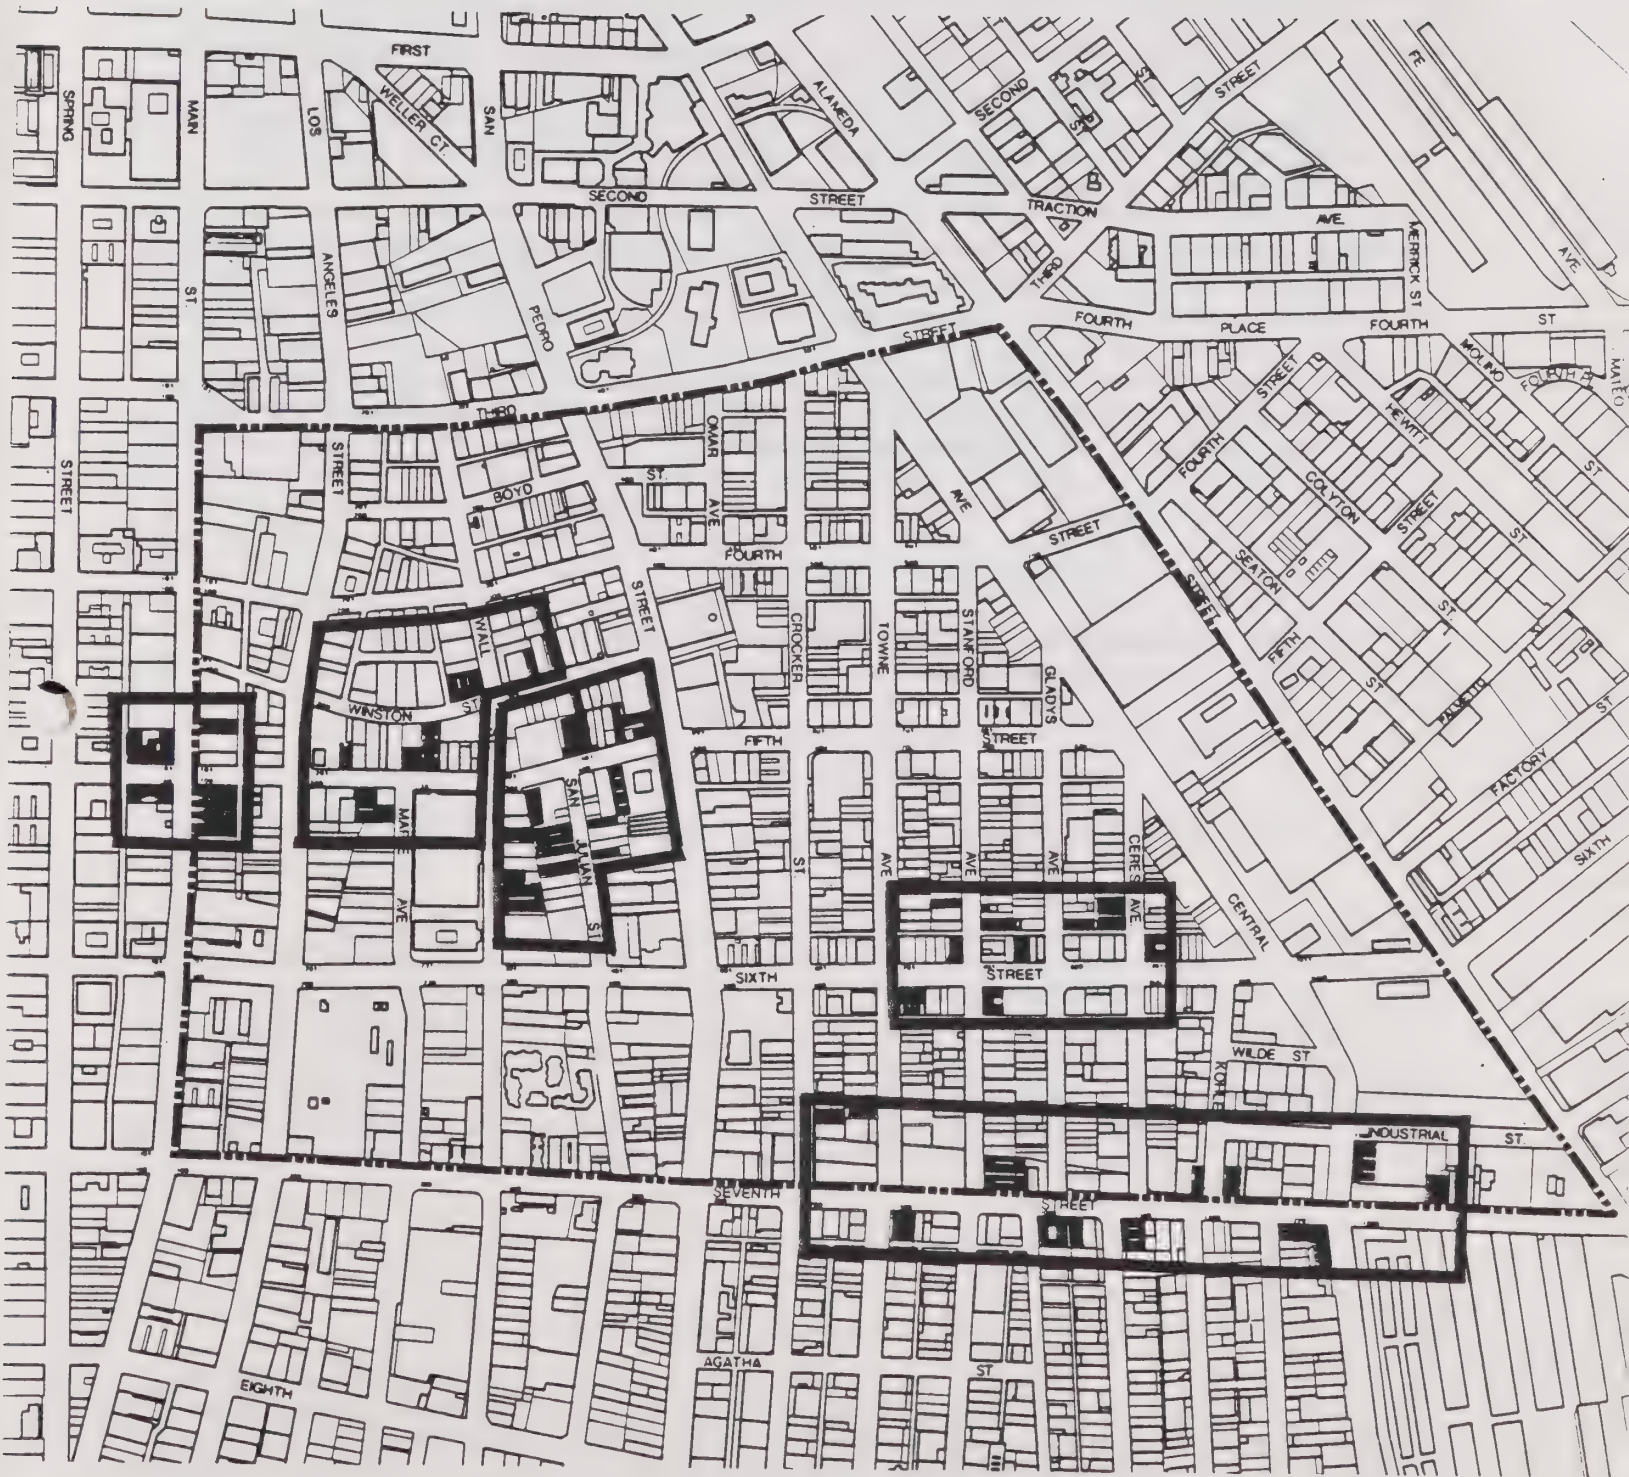 FIRST
SPRING
MAIN
LOS
WELLER CT.
SAN
ALAMEDA
SECOND
ST
ST
STREET
FE
SECOND
STREET
TRACTION
AVE.
MERRICK ST
AVE
ST.
ANGELES
PEDRO
THIRD
STREET
FOURTH
PLACE
FOURTH
ST
MOLINO
FOURTH PL
MATEO
THIRD
STREET
HEWITT
STREET
STREET
OMAR
AVE
BOYD
ST.
AVE
FOURTH
COLYTON
STREET
ST
ST
FOURTH
STREET
SEATON
STREET
WALL
STREET
CROCKER
TOWNE
STANFORD
GLADYS
FIFTH
ST
ST.
PALMETTO
ST
WINSTON
ST.
FIFTH
STREET
FACTORY
SIXTH
SAN
JULIAN
ST.
MAPLE
AVE
ST.
AVE
AVE
AVE
CERES
AVE.
CENTRAL
SIXTH
STREET
WILDE ST
KOHLER
INDUSTRIAL
ST.
SEVENTH
STREET
AGATHA
ST
EIGHTH